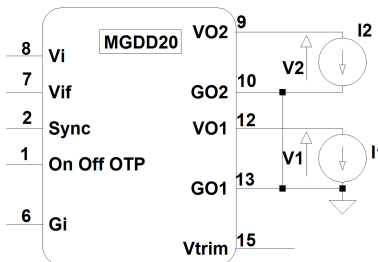 MGDD20
8 Vi
7 Vif
2 Sync
1 On Off OTP
6 Gi
VO2 9
GO2 10
VO1 12
GO1 13
Vtrim 15
V2
I2
V1